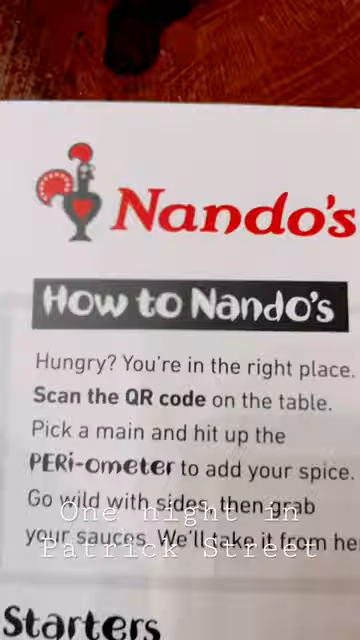 Nando's
How to Nando's
Hungry? You're in the right place.
Scan the QR code on the table.
Pick a main and hit up the
PERi-ometer to add your spice.
Go wild with sides, then grab
your sauces. We'll take it from he
One night in
Patrick Street
Starters